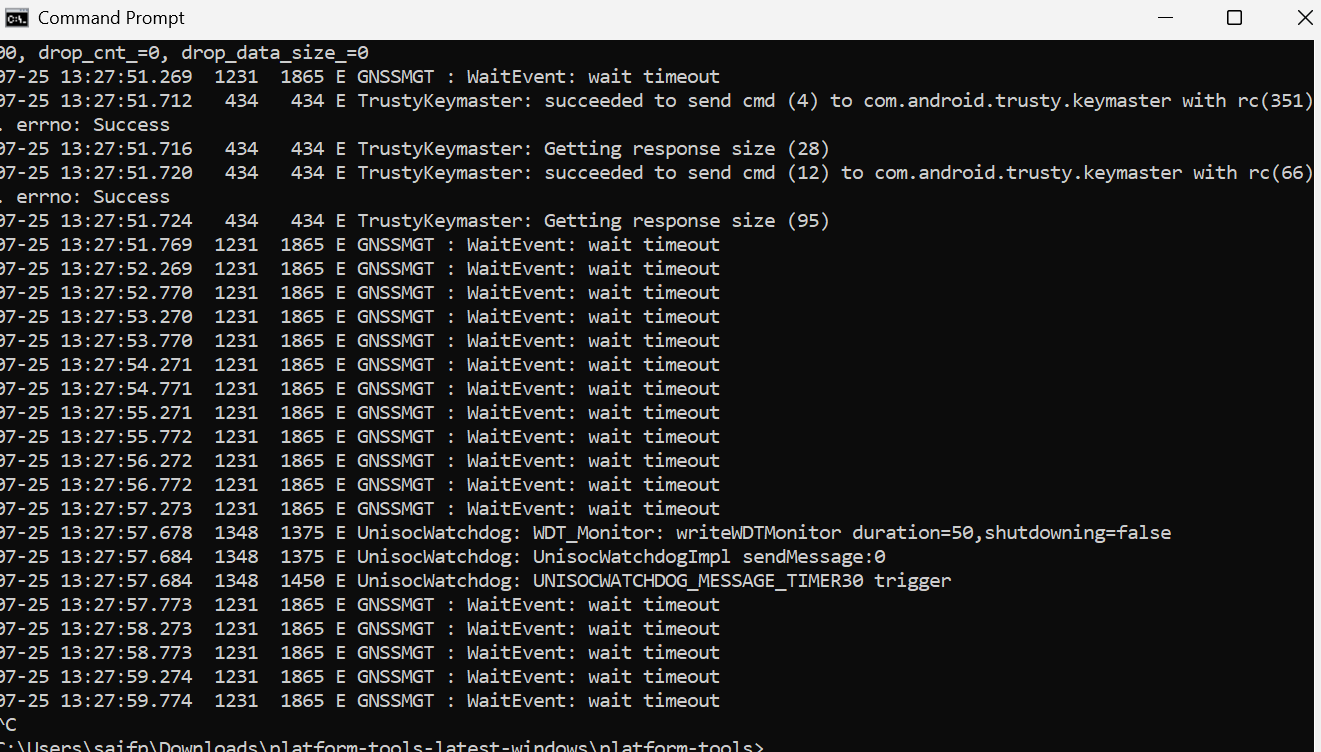 Command Prompt
00, drop_cnt_=0, drop_data_size_=0
07-25 13:27:51.269  1231  1865 E GNSSMGT : WaitEvent: wait timeout
07-25 13:27:51.712   434   434 E TrustyKeymaster: succeeded to send cmd (4) to com.android.trusty.keymaster with rc(351)
. errno: Success
07-25 13:27:51.716   434   434 E TrustyKeymaster: Getting response size (28)
07-25 13:27:51.720   434   434 E TrustyKeymaster: succeeded to send cmd (12) to com.android.trusty.keymaster with rc(66)
. errno: Success
07-25 13:27:51.724   434   434 E TrustyKeymaster: Getting response size (95)
07-25 13:27:51.769  1231  1865 E GNSSMGT : WaitEvent: wait timeout
07-25 13:27:52.269  1231  1865 E GNSSMGT : WaitEvent: wait timeout
07-25 13:27:52.770  1231  1865 E GNSSMGT : WaitEvent: wait timeout
07-25 13:27:53.270  1231  1865 E GNSSMGT : WaitEvent: wait timeout
07-25 13:27:53.770  1231  1865 E GNSSMGT : WaitEvent: wait timeout
07-25 13:27:54.271  1231  1865 E GNSSMGT : WaitEvent: wait timeout
07-25 13:27:54.771  1231  1865 E GNSSMGT : WaitEvent: wait timeout
07-25 13:27:55.271  1231  1865 E GNSSMGT : WaitEvent: wait timeout
07-25 13:27:55.772  1231  1865 E GNSSMGT : WaitEvent: wait timeout
07-25 13:27:56.272  1231  1865 E GNSSMGT : WaitEvent: wait timeout
07-25 13:27:56.772  1231  1865 E GNSSMGT : WaitEvent: wait timeout
07-25 13:27:57.273  1231  1865 E GNSSMGT : WaitEvent: wait timeout
07-25 13:27:57.678  1348  1375 E UnisocWatchdog: WDT_Monitor: writeWDTMonitor duration=50,shutdowning=false
07-25 13:27:57.684  1348  1375 E UnisocWatchdog: UnisocWatchdogImpl sendMessage:0
07-25 13:27:57.684  1348  1450 E UnisocWatchdog: UNISOCWATCHDOG_MESSAGE_TIMER30 trigger
07-25 13:27:57.773  1231  1865 E GNSSMGT : WaitEvent: wait timeout
07-25 13:27:58.273  1231  1865 E GNSSMGT : WaitEvent: wait timeout
07-25 13:27:58.773  1231  1865 E GNSSMGT : WaitEvent: wait timeout
07-25 13:27:59.274  1231  1865 E GNSSMGT : WaitEvent: wait timeout
07-25 13:27:59.774  1231  1865 E GNSSMGT : WaitEvent: wait timeout
^C
C:\Users\saifn\Downloads\platform-tools-latest-windows\platform-tools>